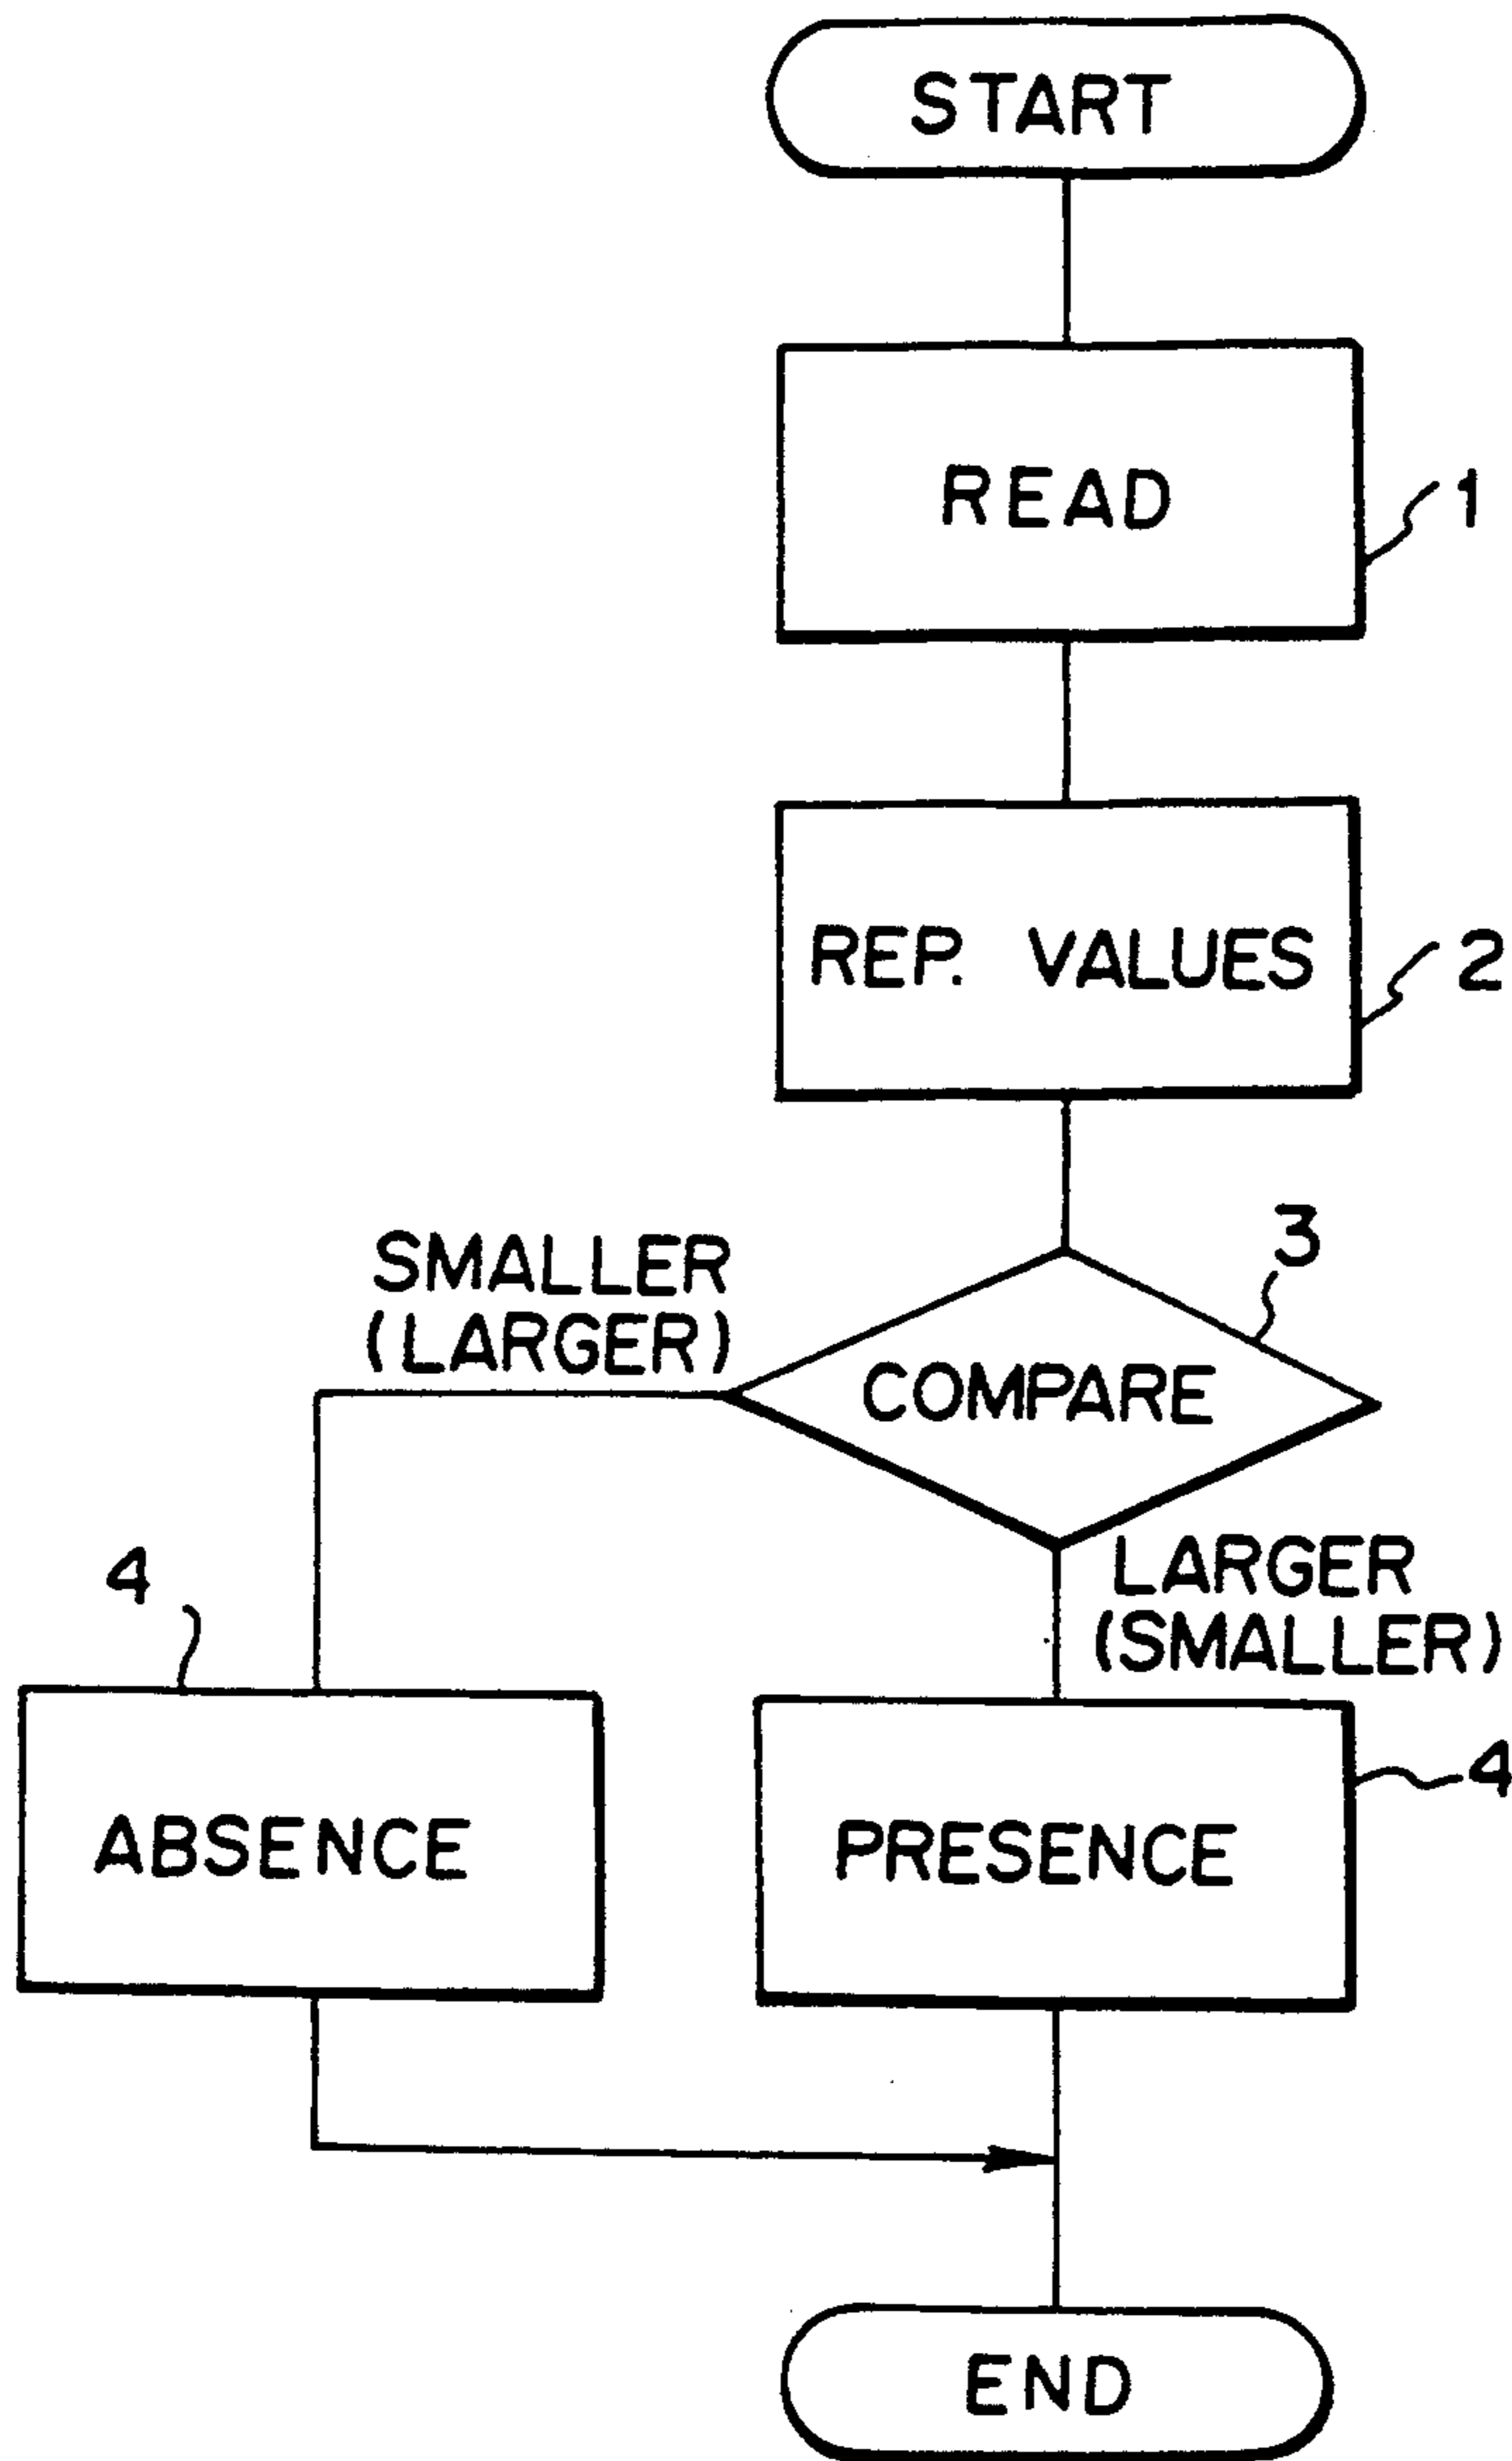 START
READ
1
REP. VALUES
2
SMALLER
(LARGER)
3
COMPARE
LARGER
(SMALLER)
4
4
ABSENCE
PRESENCE
END